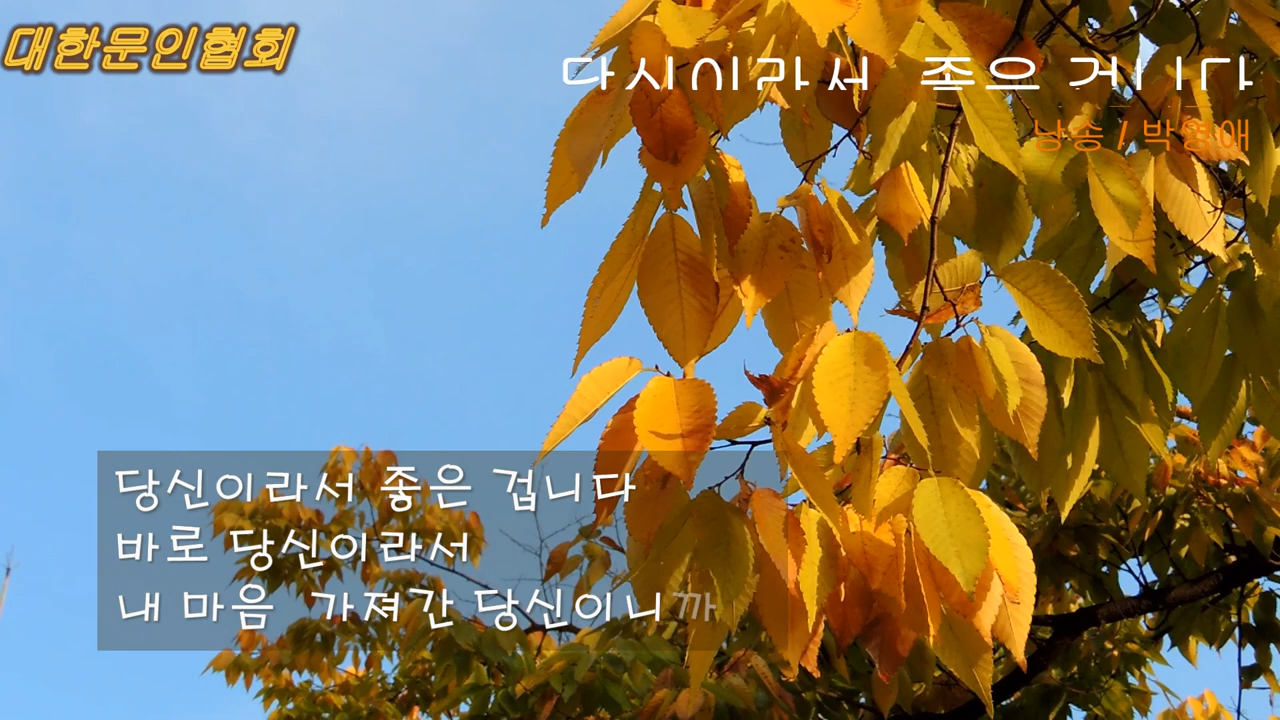 대한문인협회
당신이라서 좋은 겁니다
낭송 / 박영애
당신이라서 좋은 겁니다
바로 당신이라서
내 마음 가져간 당신이니까